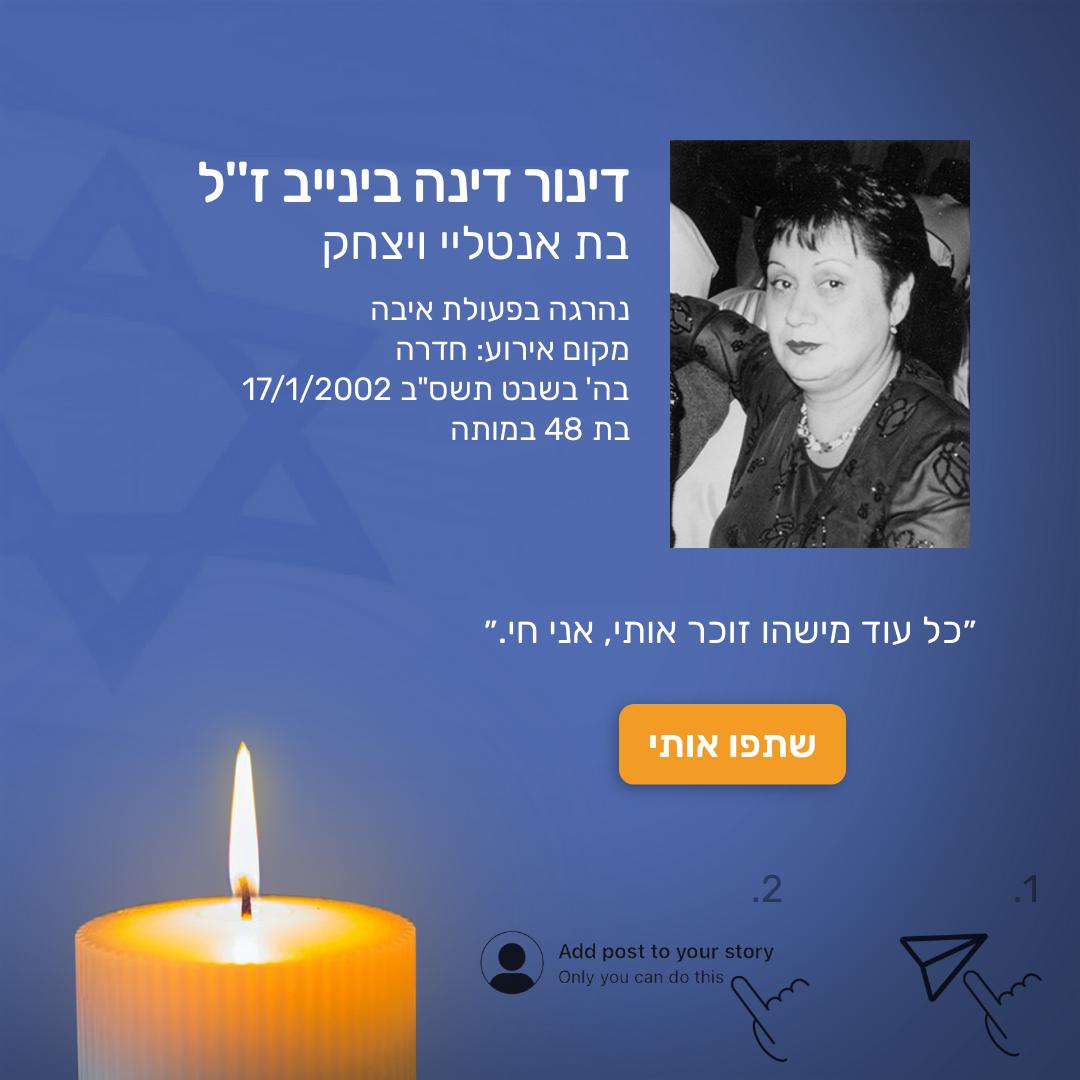 דינור דינה בינייב ז"ל
בת אנטליי ויצחק
נהרגה בפעולת איבה
מקום אירוע: חדרה
בה' בשבט תשס"ב 17/1/2002
בת 48 במותה
״כל עוד מישהו זוכר אותי, אני חי.״
שתפו אותי
.1
.2
Add post to your story
Only you can do this